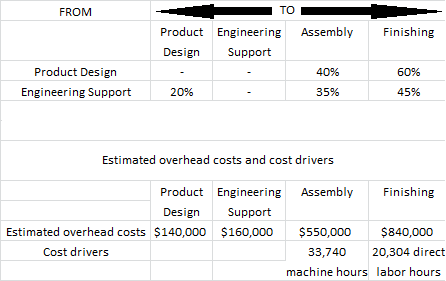 FROM TO
Product Engineering Assembly Finishing
Design Support
Product Design - - 40% 60%
Engineering Support 20% - 35% 45%
Estimated overhead costs and cost drivers
Product Engineering Assembly Finishing
Design Support
Estimated overhead costs $140,000 $160,000 $550,000 $840,000
Cost drivers 33,740 20,304 direct
machine hours labor hours